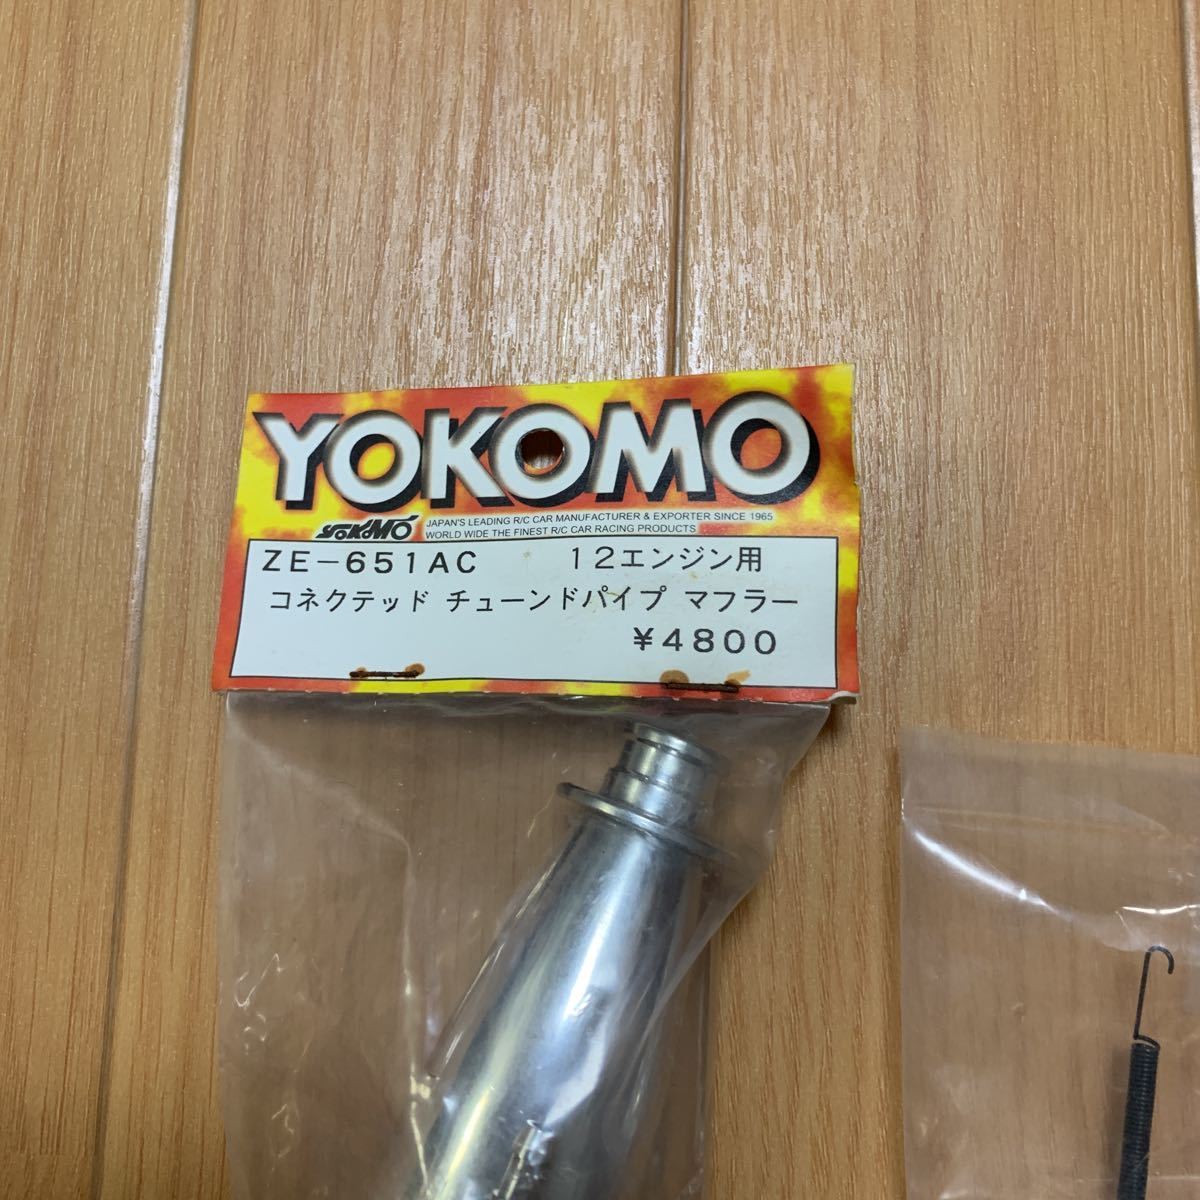 YOKOMO
YOKOMO
JAPAN'S LEADING R/C CAR MANUFACTURER & EXPORTER SINCE 1965
WORLD WIDE THE FINEST R/C CAR RACING PRODUCTS
ZE-651AC 12エンジン用
コネクテッド チューンドパイプ マフラー
¥4800